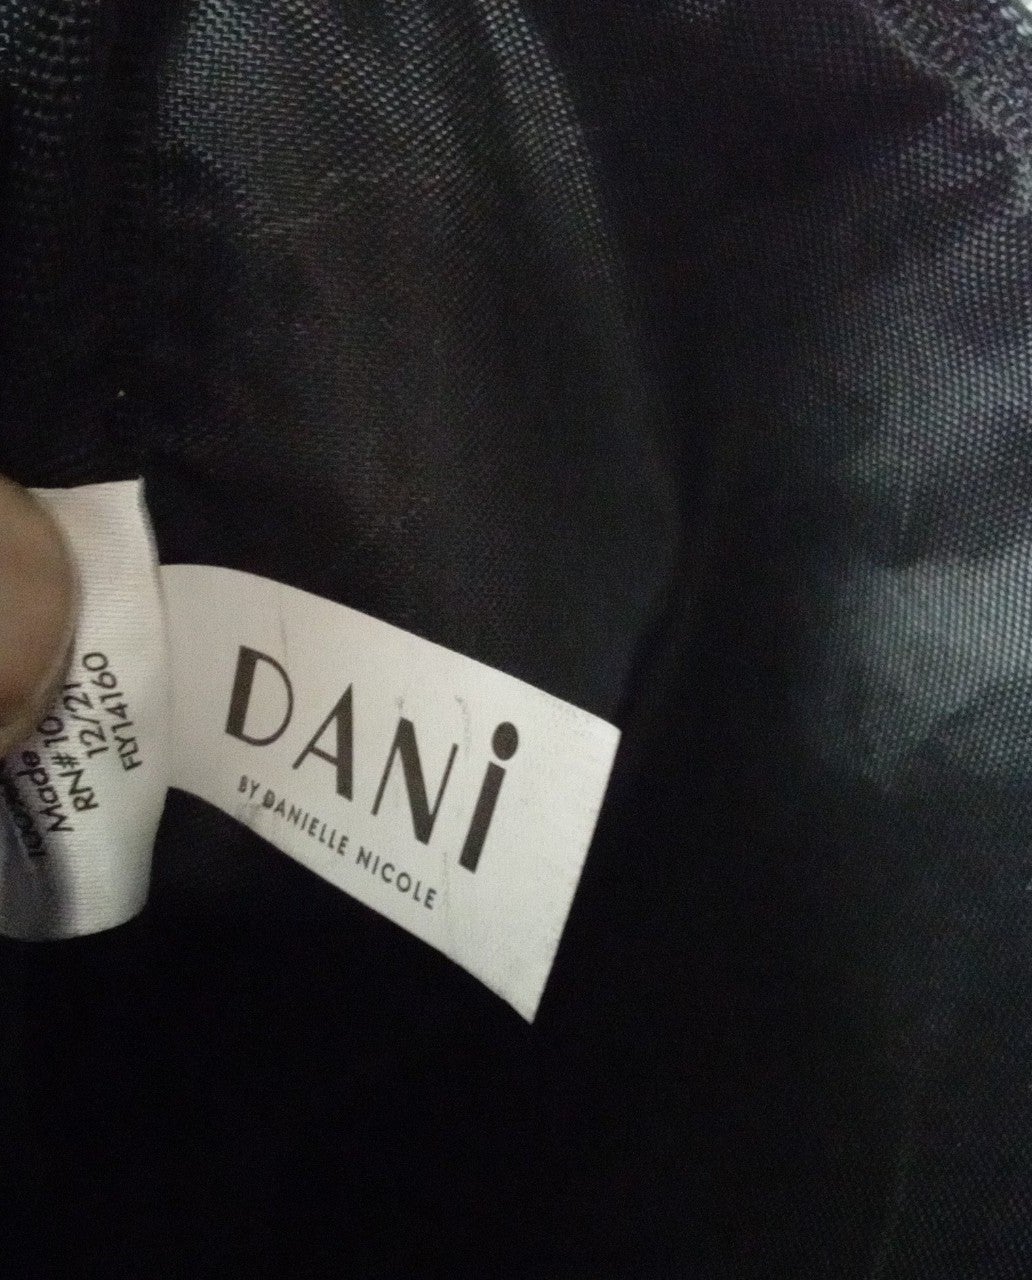 Made
RN#10
12/21
FLY14160
DANi
BY DANIELLE NICOLE